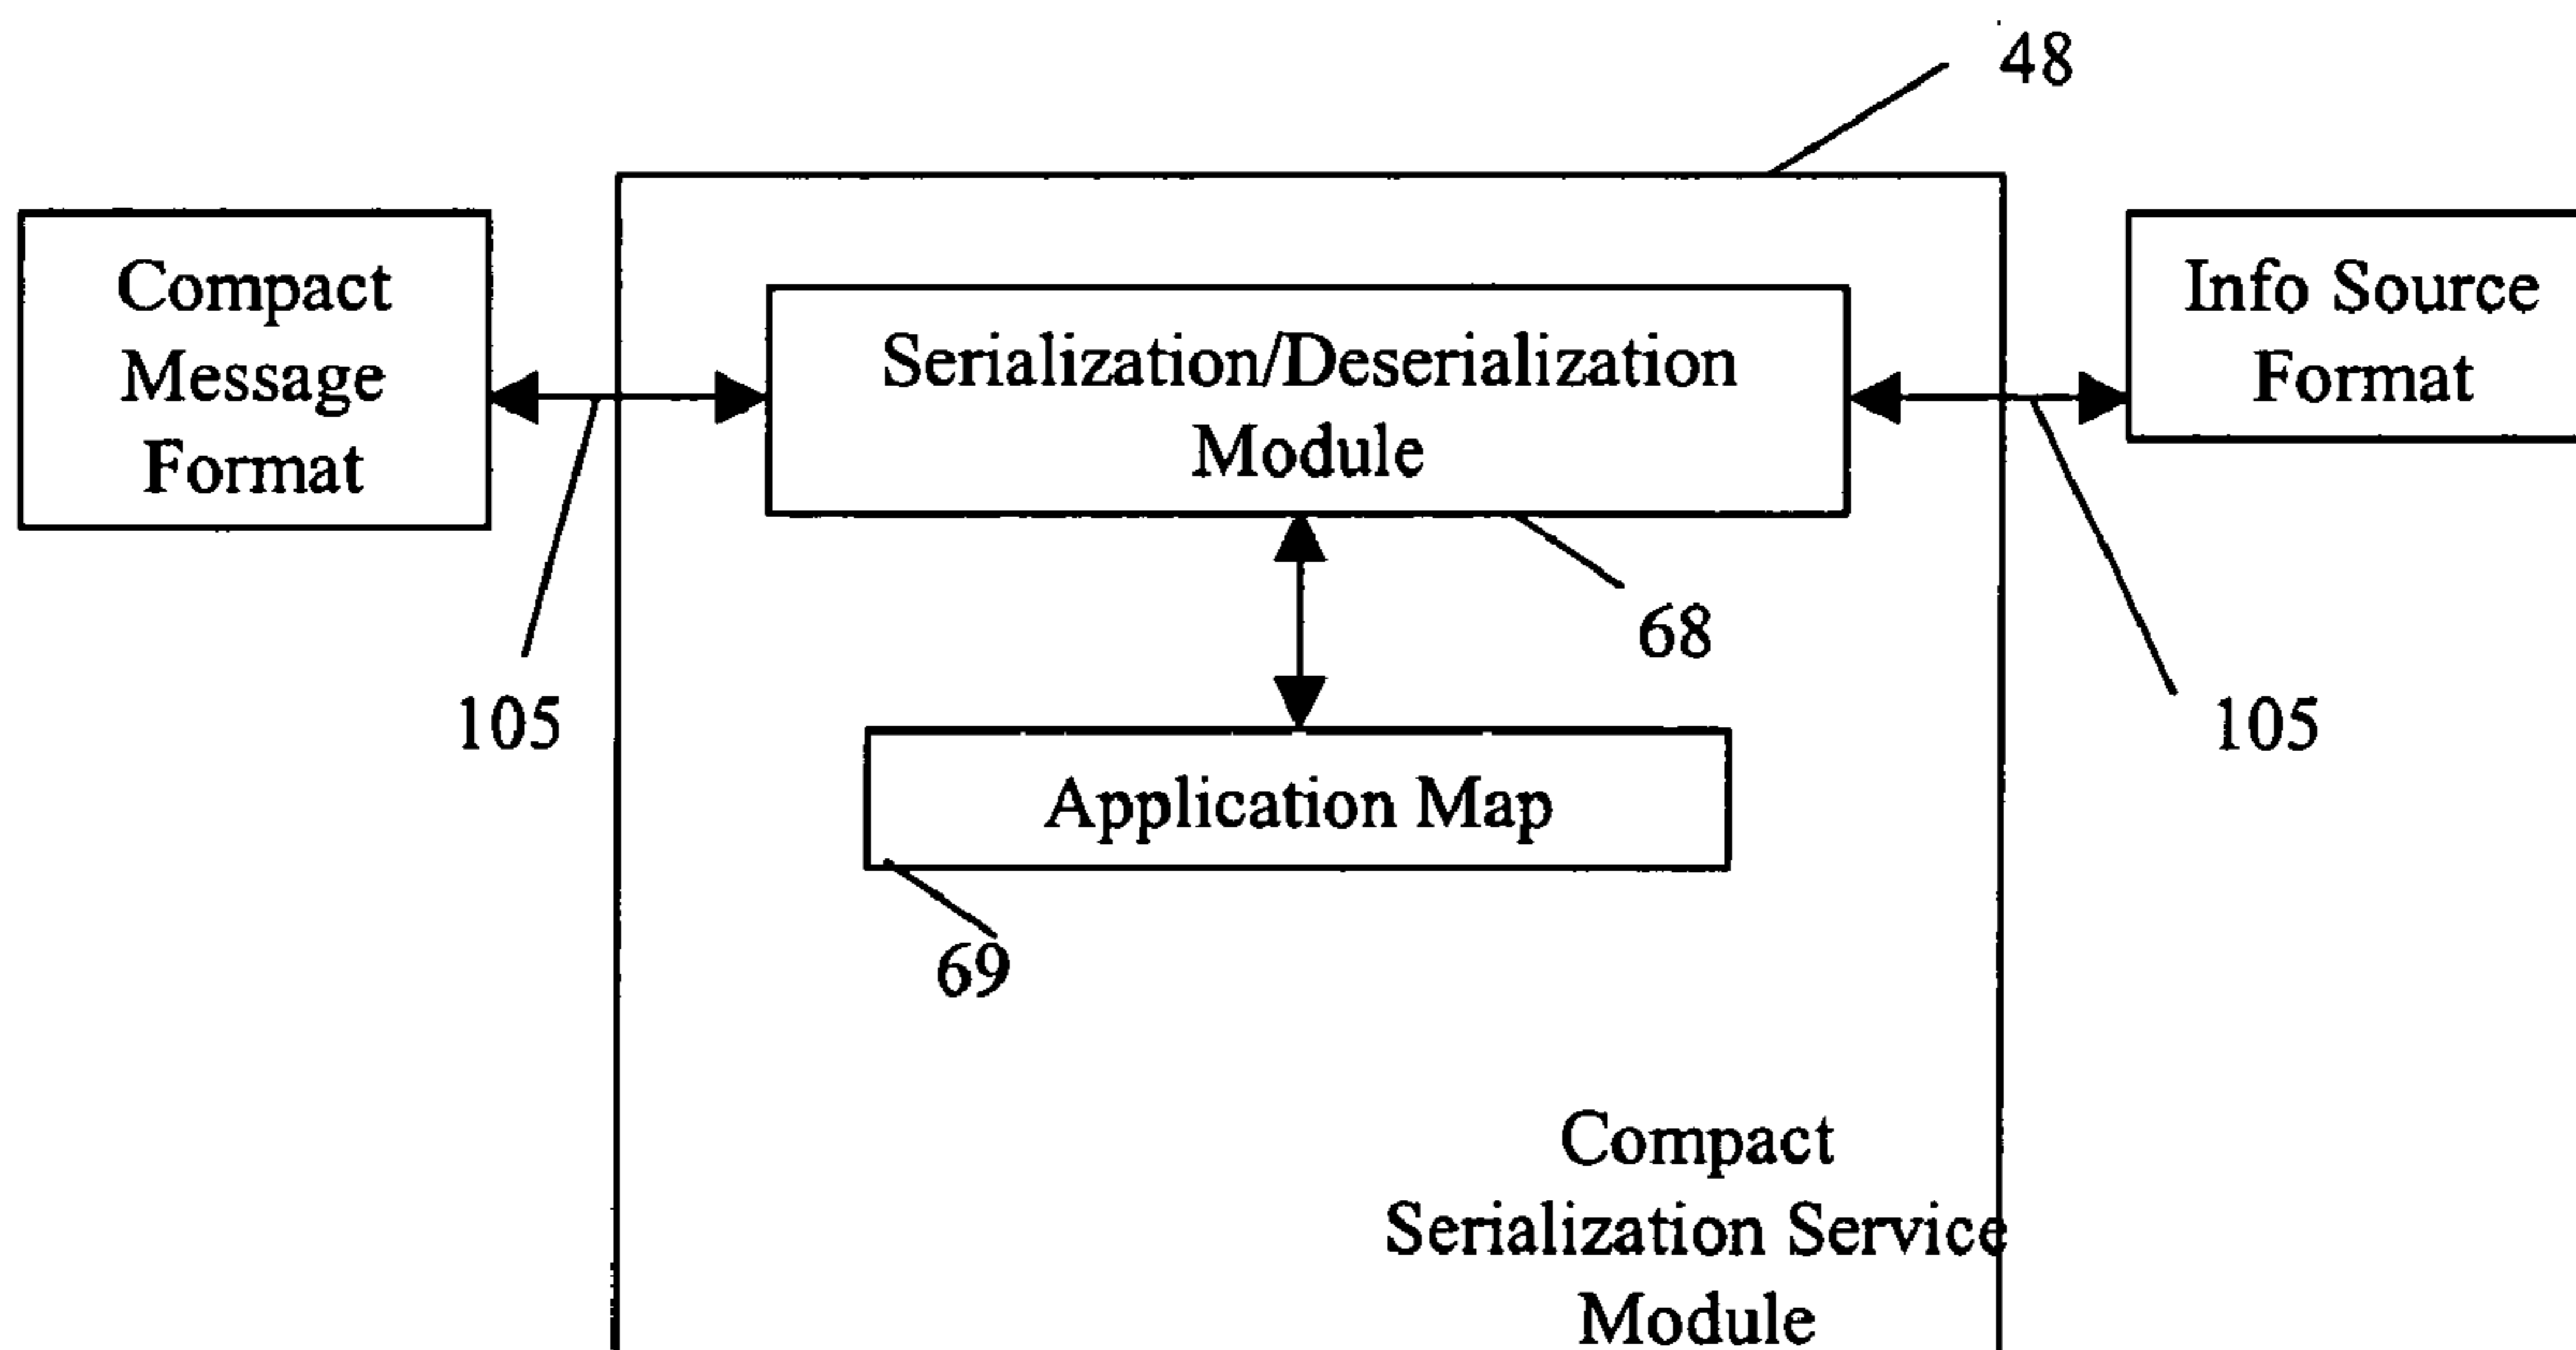 48
Compact
Message
Format
Serialization/Deserialization
Module
Info Source
Format
68
105
105
Application Map
69
Compact
Serialization Service
Module